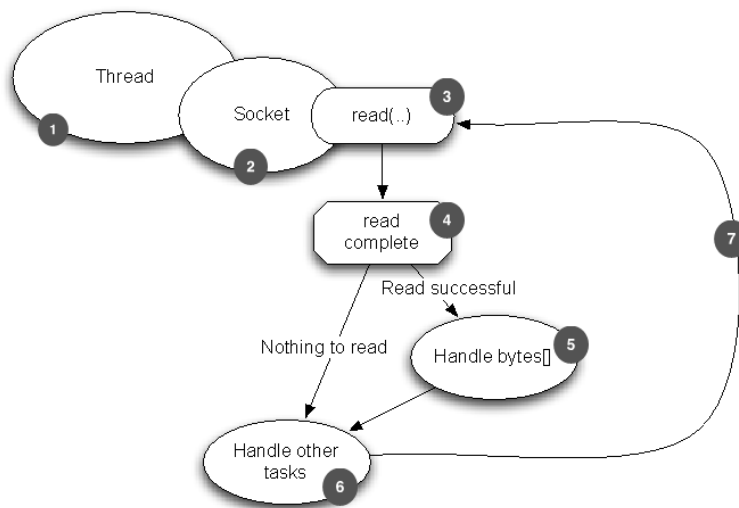 Thread
1
Socket
2
read(..)
3
read
complete
4
Read successful
Nothing to read
Handle bytes[]
5
Handle other
tasks
6
7